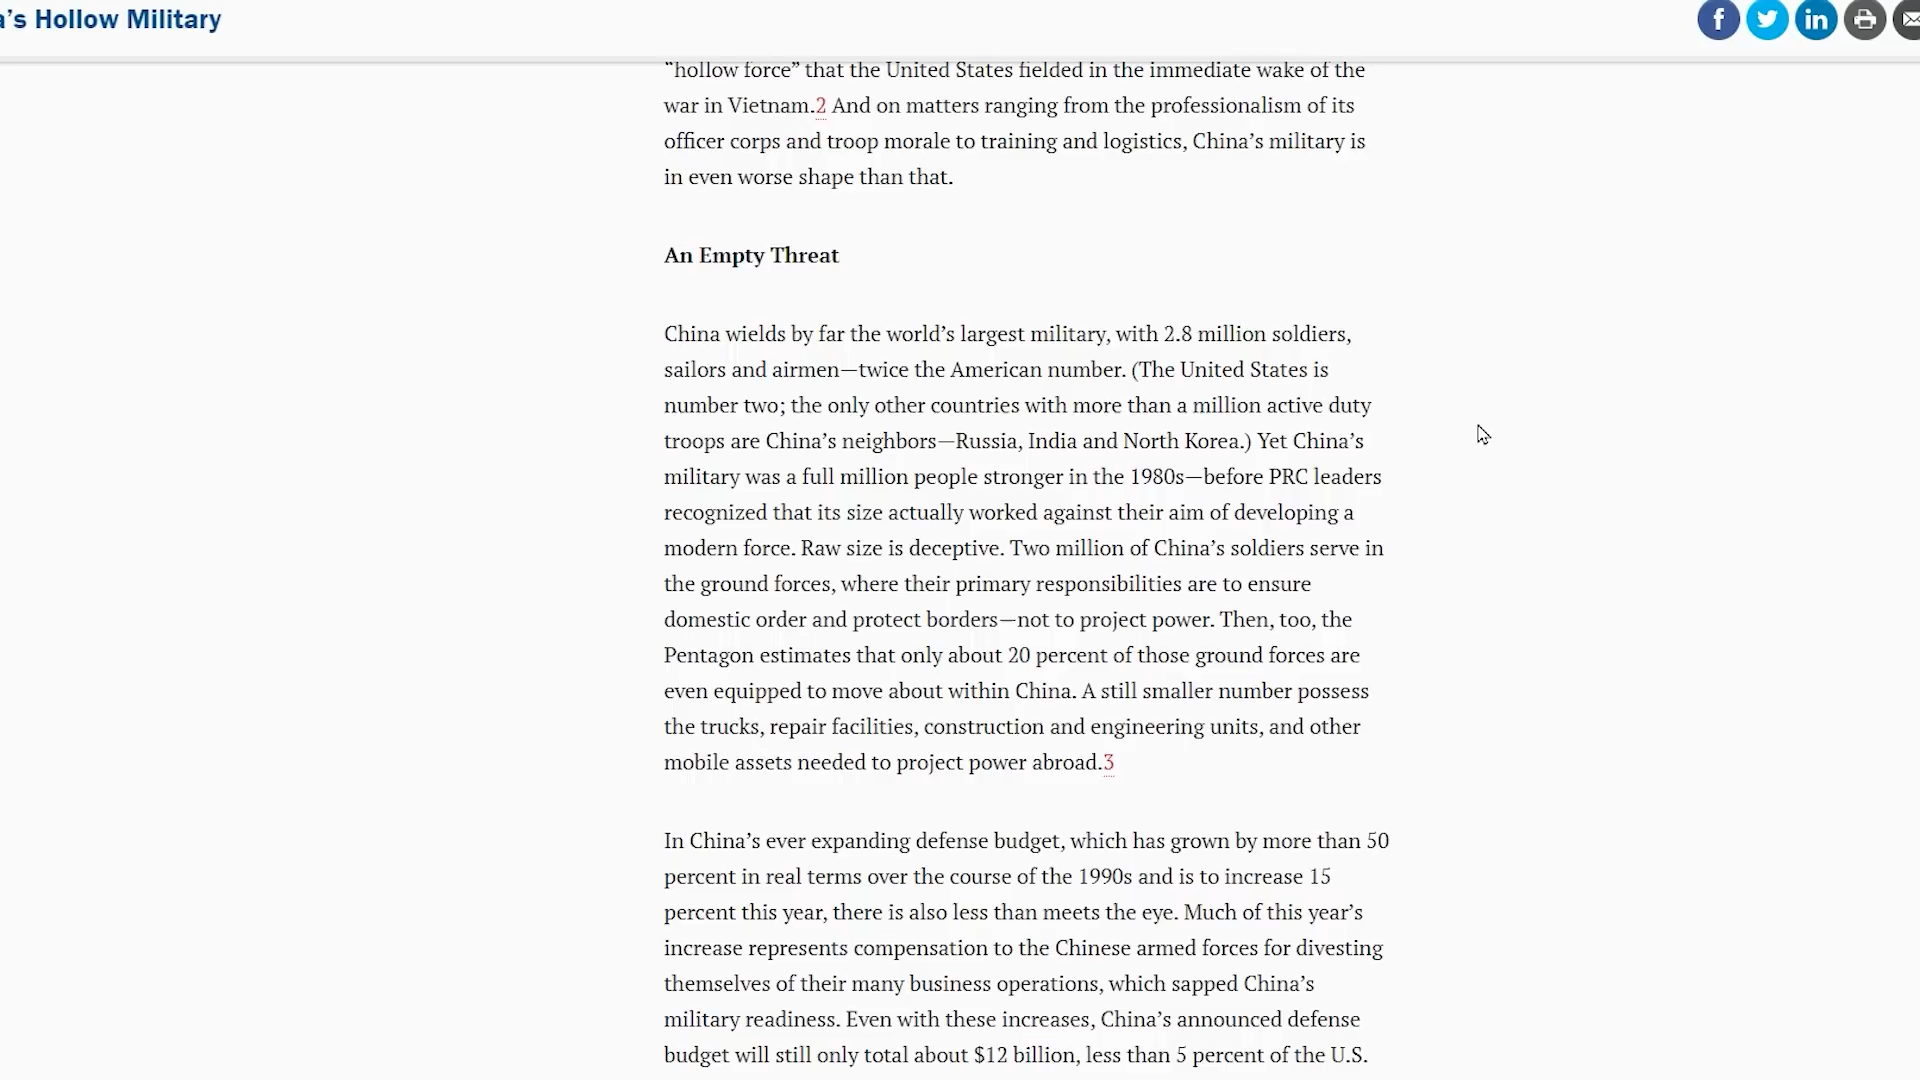 a’s Hollow Military
“hollow force” that the United States fielded in the immediate wake of the
war in Vietnam.2 And on matters ranging from the professionalism of its
officer corps and troop morale to training and logistics, China’s military is
in even worse shape than that.
An Empty Threat
China wields by far the world’s largest military, with 2.8 million soldiers,
sailors and airmen—twice the American number. (The United States is
number two; the only other countries with more than a million active duty
troops are China’s neighbors—Russia, India and North Korea.) Yet China’s
military was a full million people stronger in the 1980s—before PRC leaders
recognized that its size actually worked against their aim of developing a
modern force. Raw size is deceptive. Two million of China’s soldiers serve in
the ground forces, where their primary responsibilities are to ensure
domestic order and protect borders—not to project power. Then, too, the
Pentagon estimates that only about 20 percent of those ground forces are
even equipped to move about within China. A still smaller number possess
the trucks, repair facilities, construction and engineering units, and other
mobile assets needed to project power abroad.3
In China’s ever expanding defense budget, which has grown by more than 50
percent in real terms over the course of the 1990s and is to increase 15
percent this year, there is also less than meets the eye. Much of this year’s
increase represents compensation to the Chinese armed forces for divesting
themselves of their many business operations, which sapped China’s
military readiness. Even with these increases, China’s announced defense
budget will still only total about $12 billion, less than 5 percent of the U.S.